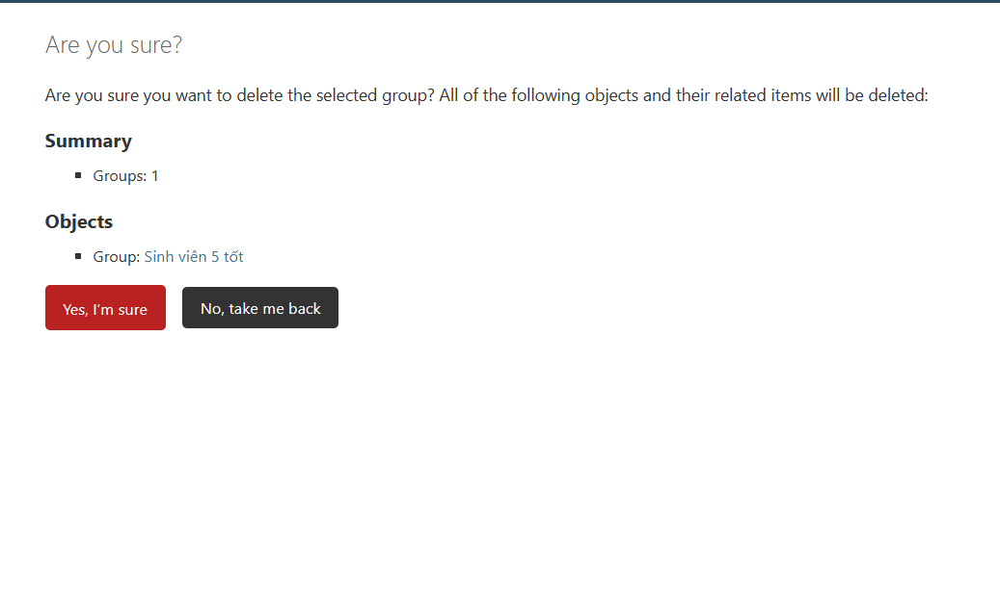 Are you sure?
Are you sure you want to delete the selected group? All of the following objects and their related items will be deleted:
Summary
Groups: 1
Objects
Group: Sinh viên 5 tốt
Yes, I’m sure
No, take me back